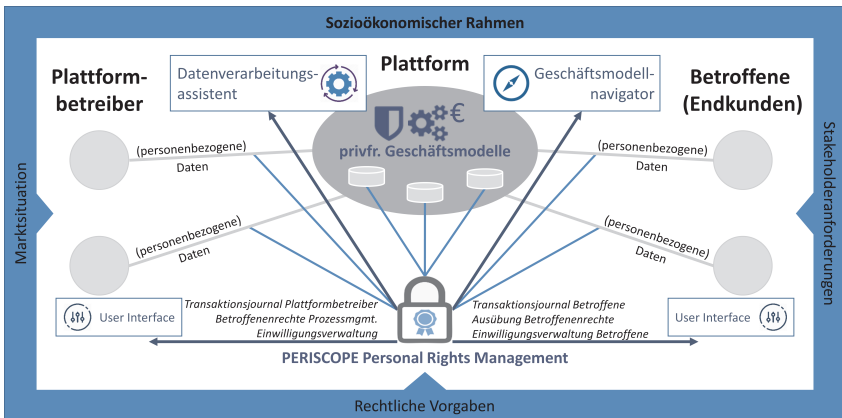 Sozioökonomischer Rahmen
Plattform-
betreiber
Datenverarbeitungs-
assistent
Plattform
Geschäftsmodell-
navigator
Betroffene
(Endkunden)
€
privfr. Geschäftsmodelle
(personenbezogene)
Daten
(personenbezogene)
Daten
(personenbezogene)
Daten
(personenbezogene)
Daten
Marktsituation
Stakeholderanforderungen
User Interface
Transaktionsjournal Plattformbetreiber
Betroffenenrechte Prozessmgmt.
Einwilligungsverwaltung
Transaktionsjournal Betroffene
Ausübung Betroffenenrechte
Einwilligungsverwaltung Betroffene
User Interface
PERISCOPE Personal Rights Management
Rechtliche Vorgaben